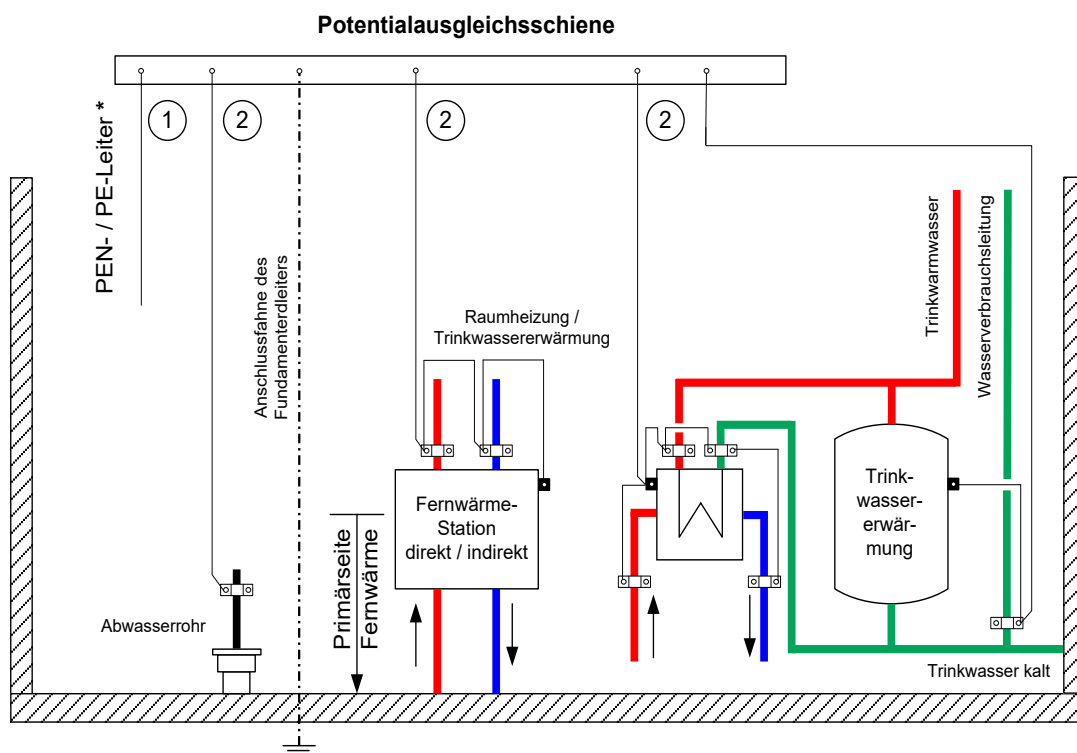 Potentialausgleichsschiene
1
2
2
2
PEN- / PE-Leiter *
Anschlussfahne des
Fundamenterdleiters
Raumheizung /
Trinkwassererwärmung
Trinkwarmwasser
Wasserverbrauchsleitung
Fernwärme-
Station
direkt / indirekt
Trink-
wasser-
erwär-
mung
Primärseite
Fernwärme
Abwasserrohr
Trinkwasser kalt